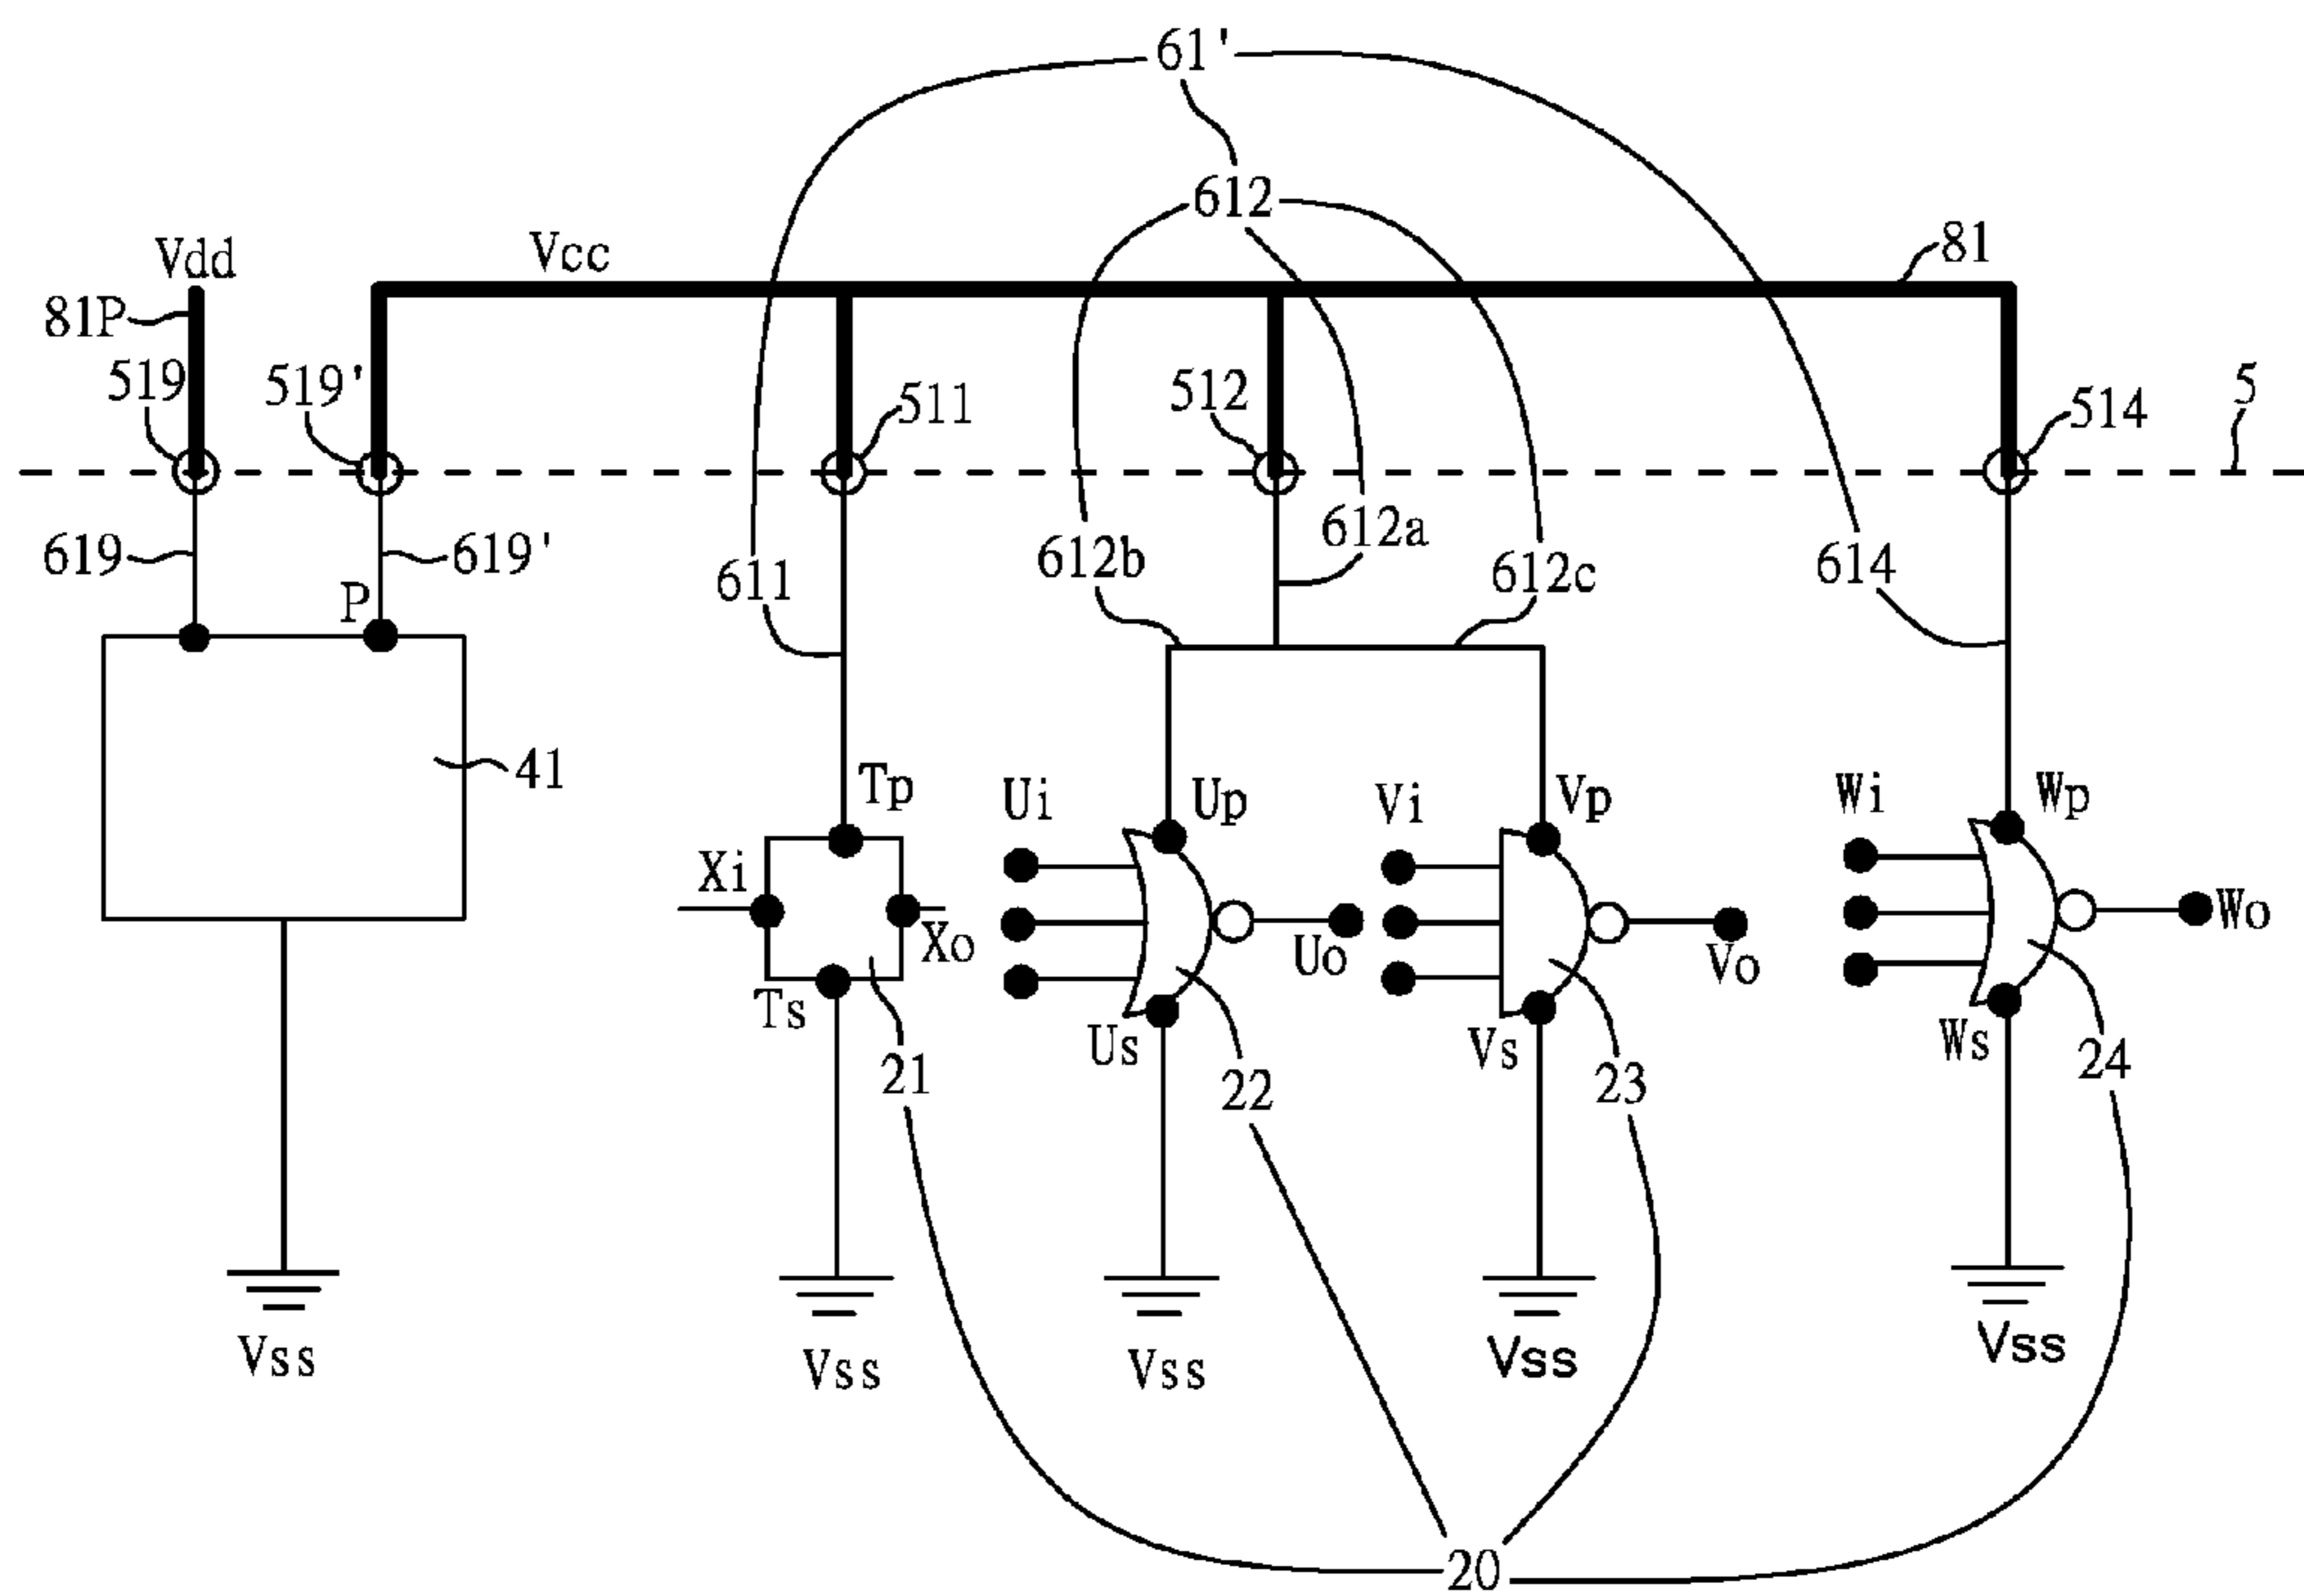 61'
612
Vdd
Vcc
81
81P
519
519'
511
512
5
514
619
619'
P
611
612b
612a
612c
614
41
Tp
Ui
Up
Vi
Vp
Wi
Wp
Xi
Xo
Uo
Vo
Wo
Ts
Us
Vs
Ws
21
22
23
24
Vss
Vss
Vss
Vss
Vss
20